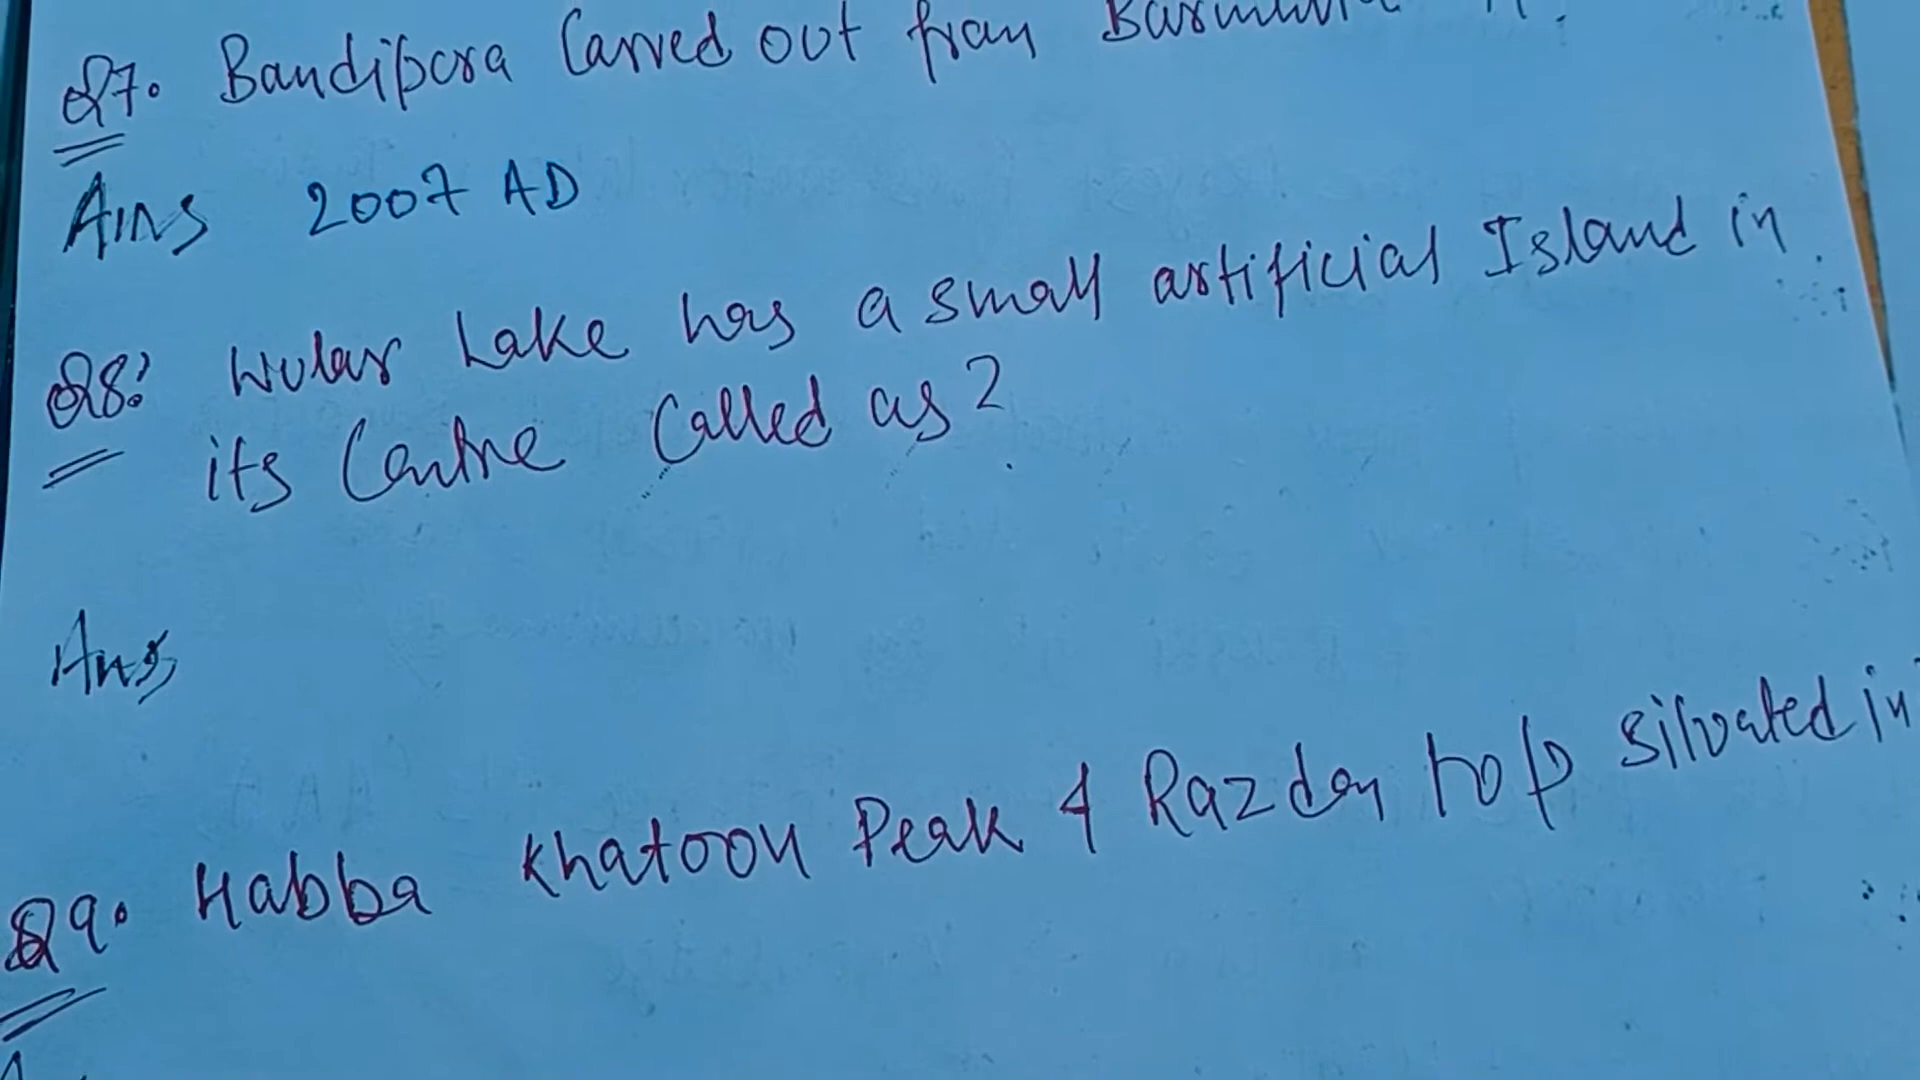 Q7. Bandipora Carved out from
Ans 2007 AD
Q8: Wular Lake has a small artificial Island in
its Centre Called as?
Ans
Q9. Habba Khatoon Peak & Razdan top situated in